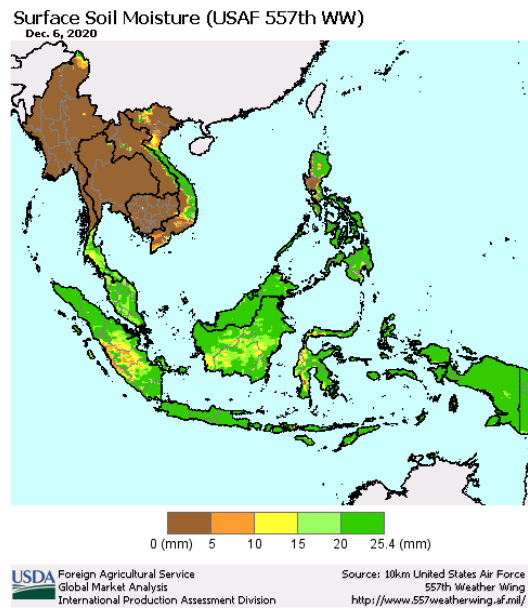 Surface Soil Moisture (USAF 557th WW)
Dec. 6, 2020
0 (mm) 5 10 15 20 25.4 (mm)
USDA Foreign Agricultural Service
Global Market Analysis
International Production Assessment Division
Source: 10km United States Air Force
557th Weather Wing
http://www.557weatherwing.af.mil/